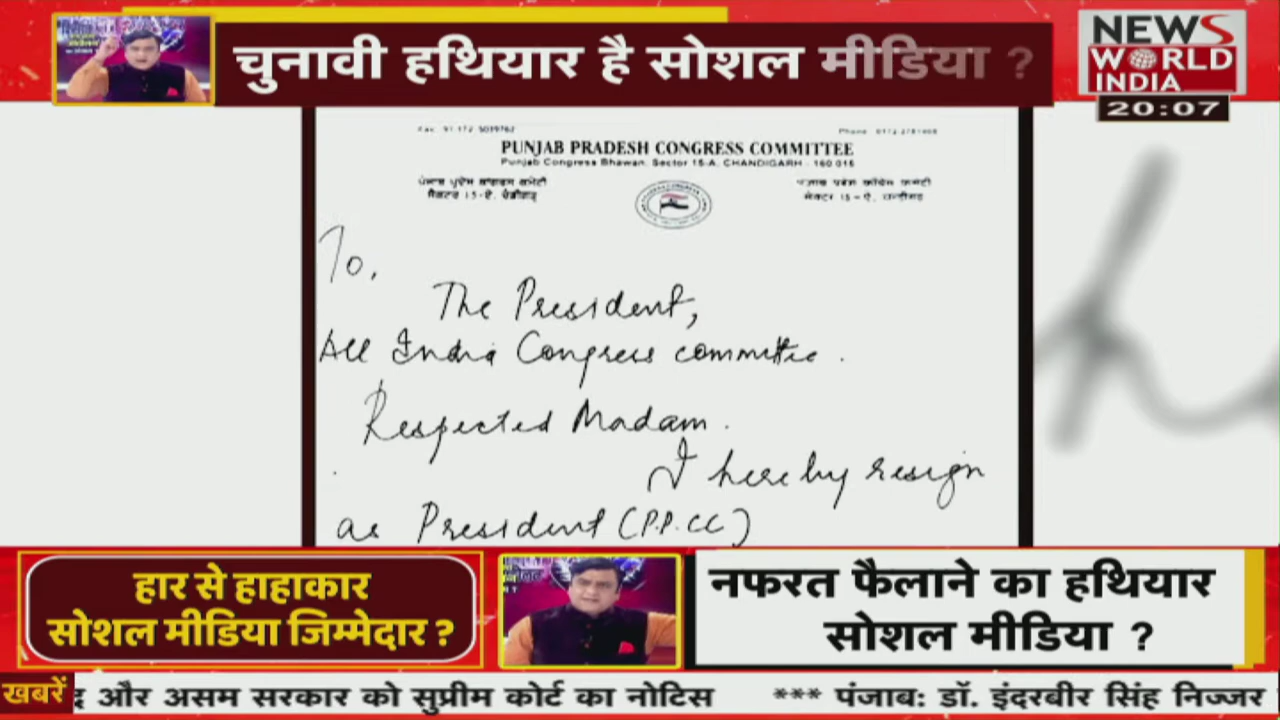 चुनावी हथियार है सोशल मीडिया ?
NEWS
WORLD
INDIA
20:07
PUNJAB PRADESH CONGRESS COMMITTEE
Punjab Congress Bhawan, Sector 15-A, CHANDIGARH - 160 015
To,
The President,
All India Congress committee .
Respected Madam .
I hereby resign
as President (P.P.CC)
हार से हाहाकार
सोशल मीडिया जिम्मेदार ?
नफरत फैलाने का हथियार
सोशल मीडिया ?
खबरें
और असम सरकार को सुप्रीम कोर्ट का नोटिस *** पंजाब: डॉ. इंदरबीर सिंह निज्जर